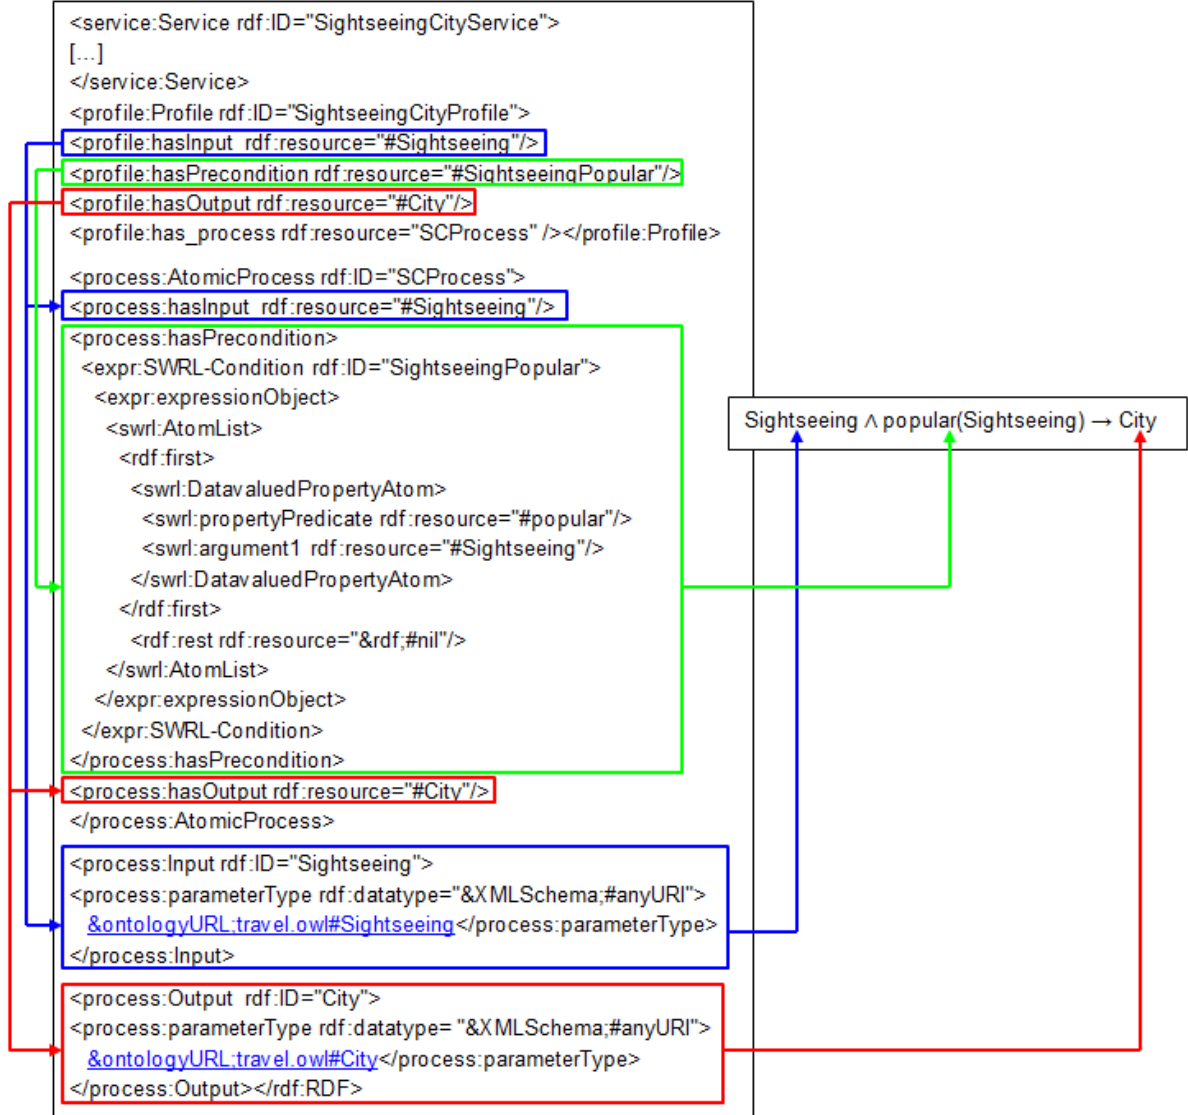 <service:Service rdf:ID="SightseeingCityService">
[...]
</service:Service>
<profile:Profile rdf:ID="SightseeingCityProfile">
<profile:hasInput  rdf:resource="#Sightseeing"/>
<profile:hasPrecondition rdf:resource="#SightseeingPopular"/>
<profile:hasOutput rdf:resource="#City"/>
<profile:has_process rdf:resource="SCProcess" /></profile:Profile>
<process:AtomicProcess rdf:ID="SCProcess">
<process:hasInput  rdf:resource="#Sightseeing"/>
<process:hasPrecondition>
<expr:SWRL-Condition rdf:ID="SightseeingPopular">
<expr:expressionObject>
<swrl:AtomList>
<rdf:first>
<swrl:DatavaluedPropertyAtom>
<swrl:propertyPredicate rdf:resource="#popular"/>
<swrl:argument1 rdf:resource="#Sightseeing"/>
</swrl:DatavaluedPropertyAtom>
</rdf:first>
<rdf:rest rdf:resource="&rdf;#nil"/>
</swrl:AtomList>
</expr:expressionObject>
</expr:SWRL-Condition>
</process:hasPrecondition>
<process:hasOutput rdf:resource="#City"/>
</process:AtomicProcess>
<process:Input rdf:ID="Sightseeing">
<process:parameterType rdf:datatype="&XMLSchema;#anyURI">
&ontologyURL;travel.owl#Sightseeing</process:parameterType>
</process:Input>
<process:Output  rdf:ID="City">
<process:parameterType rdf:datatype= "&XMLSchema;#anyURI">
&ontologyURL;travel.owl#City</process:parameterType>
</process:Output></rdf:RDF>
Sightseeing ∧ popular(Sightseeing) → City